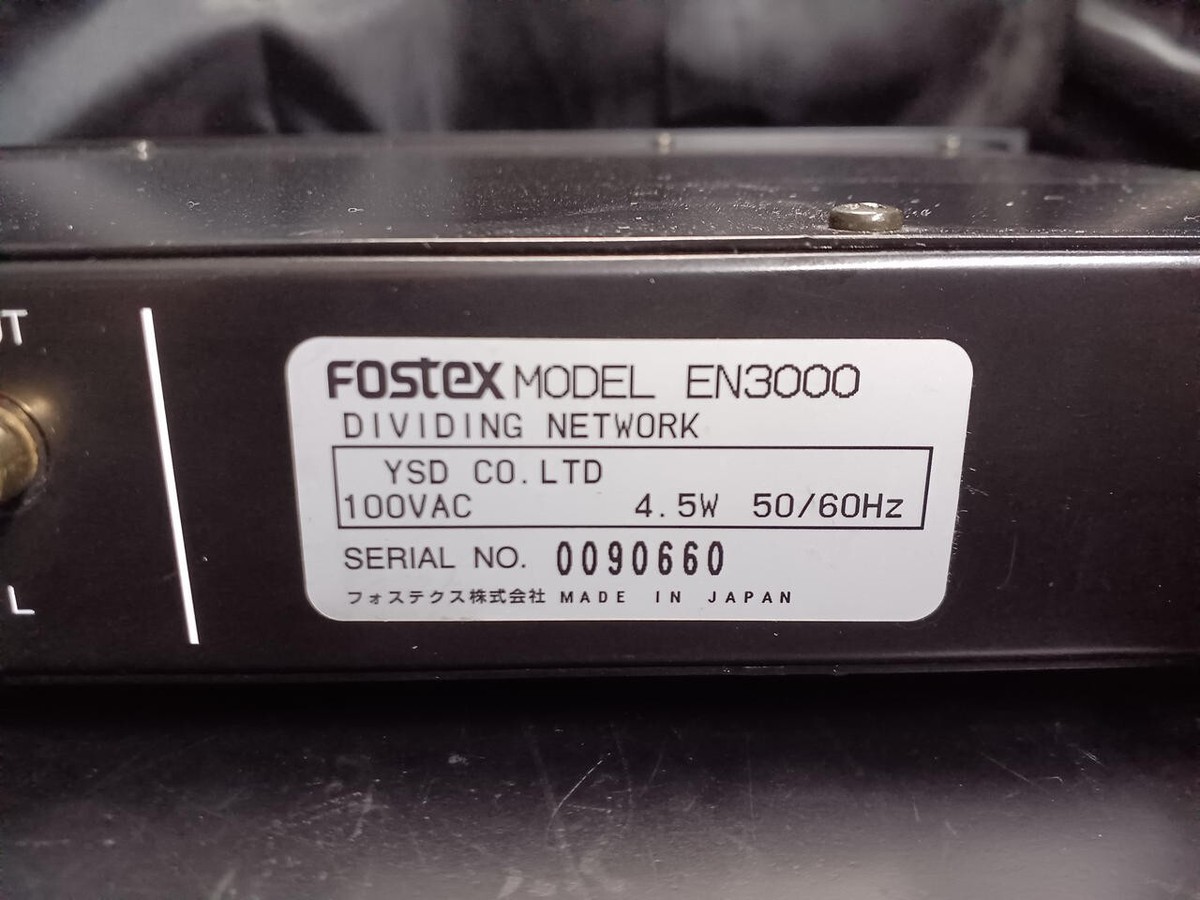 FOSTEX MODEL EN3000
DIVIDING NETWORK
YSD CO.LTD
100VAC 4.5W 50/60Hz
SERIAL NO. 0090660
フォステクス株式会社 MADE IN JAPAN
L